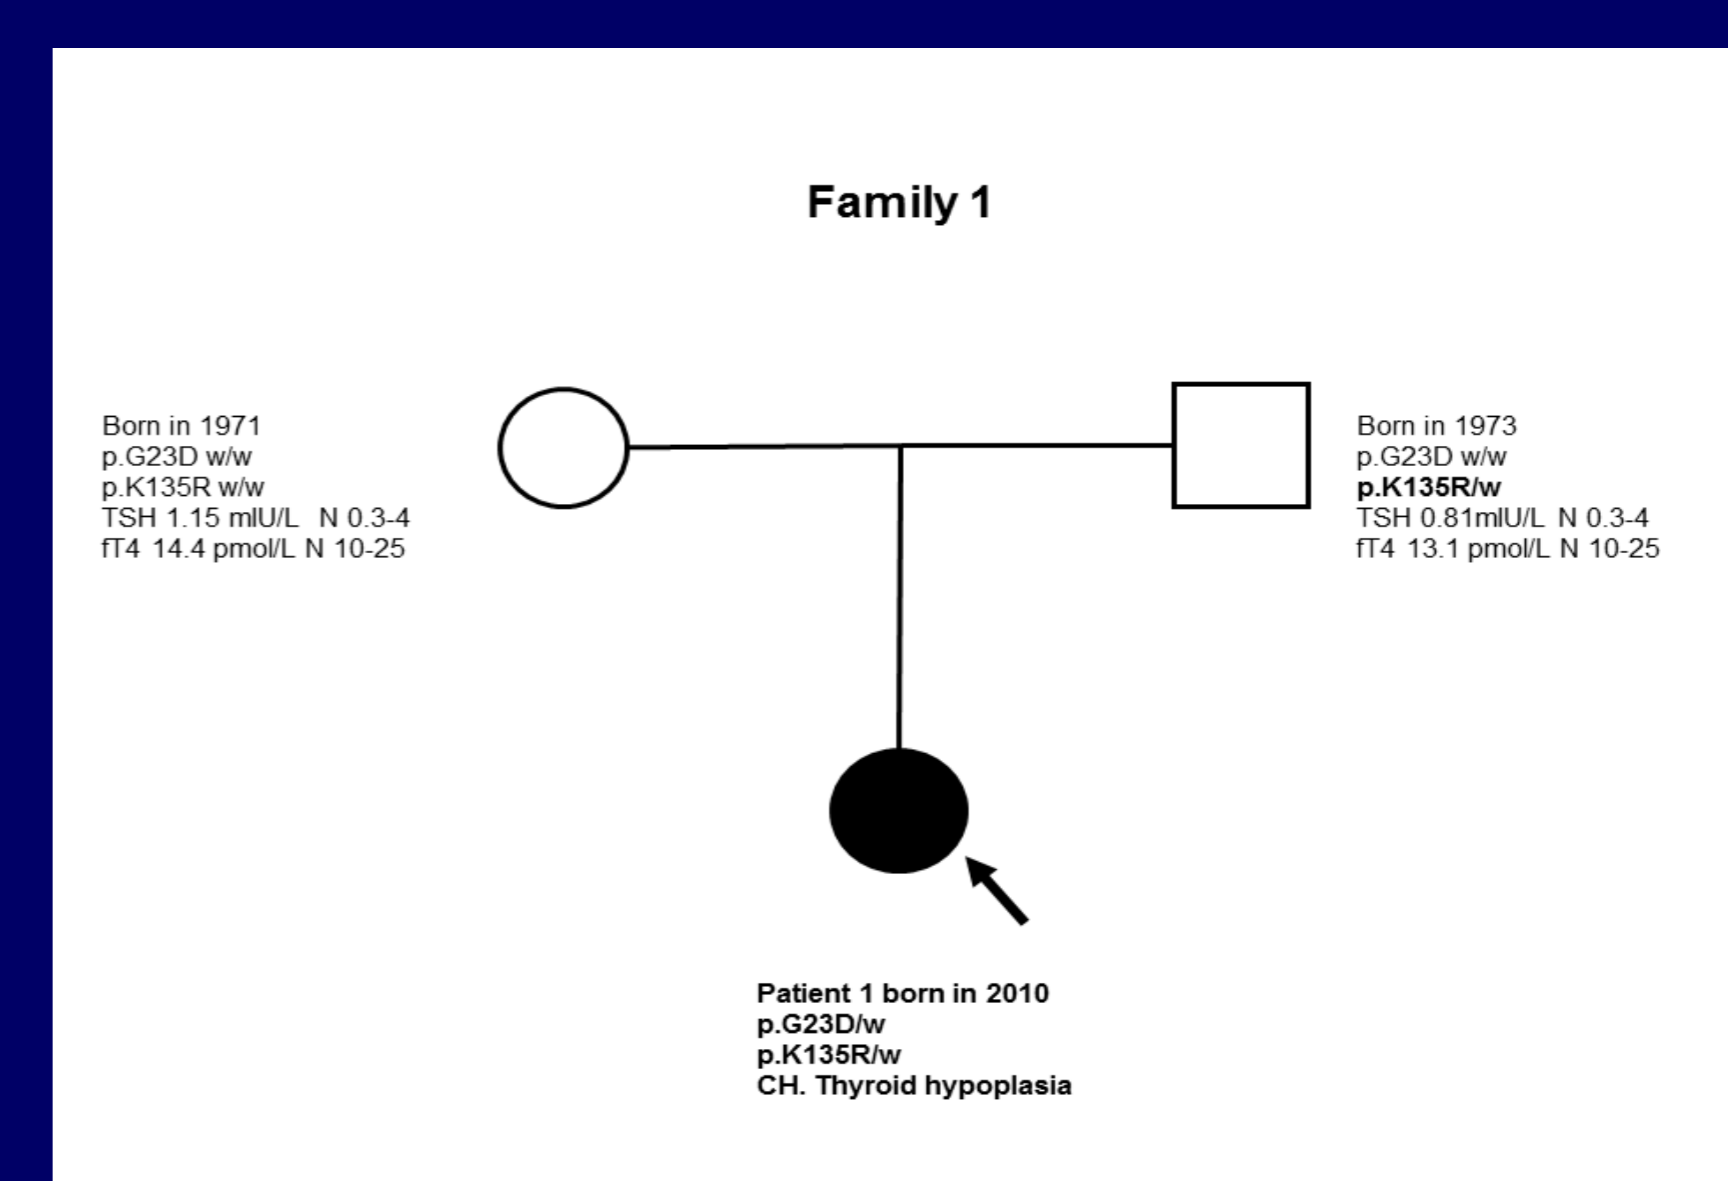 Family 1
Born in 1971
p.G23D w/w
p.K135R w/w
TSH 1.15 mIU/L N 0.3-4
fT4 14.4 pmol/L N 10-25
Born in 1973
p.G23D w/w
p.K135R/w
TSH 0.81mIU/L N 0.3-4
fT4 13.1 pmol/L N 10-25
Patient 1 born in 2010
p.G23D/w
p.K135R/w
CH. Thyroid hypoplasia